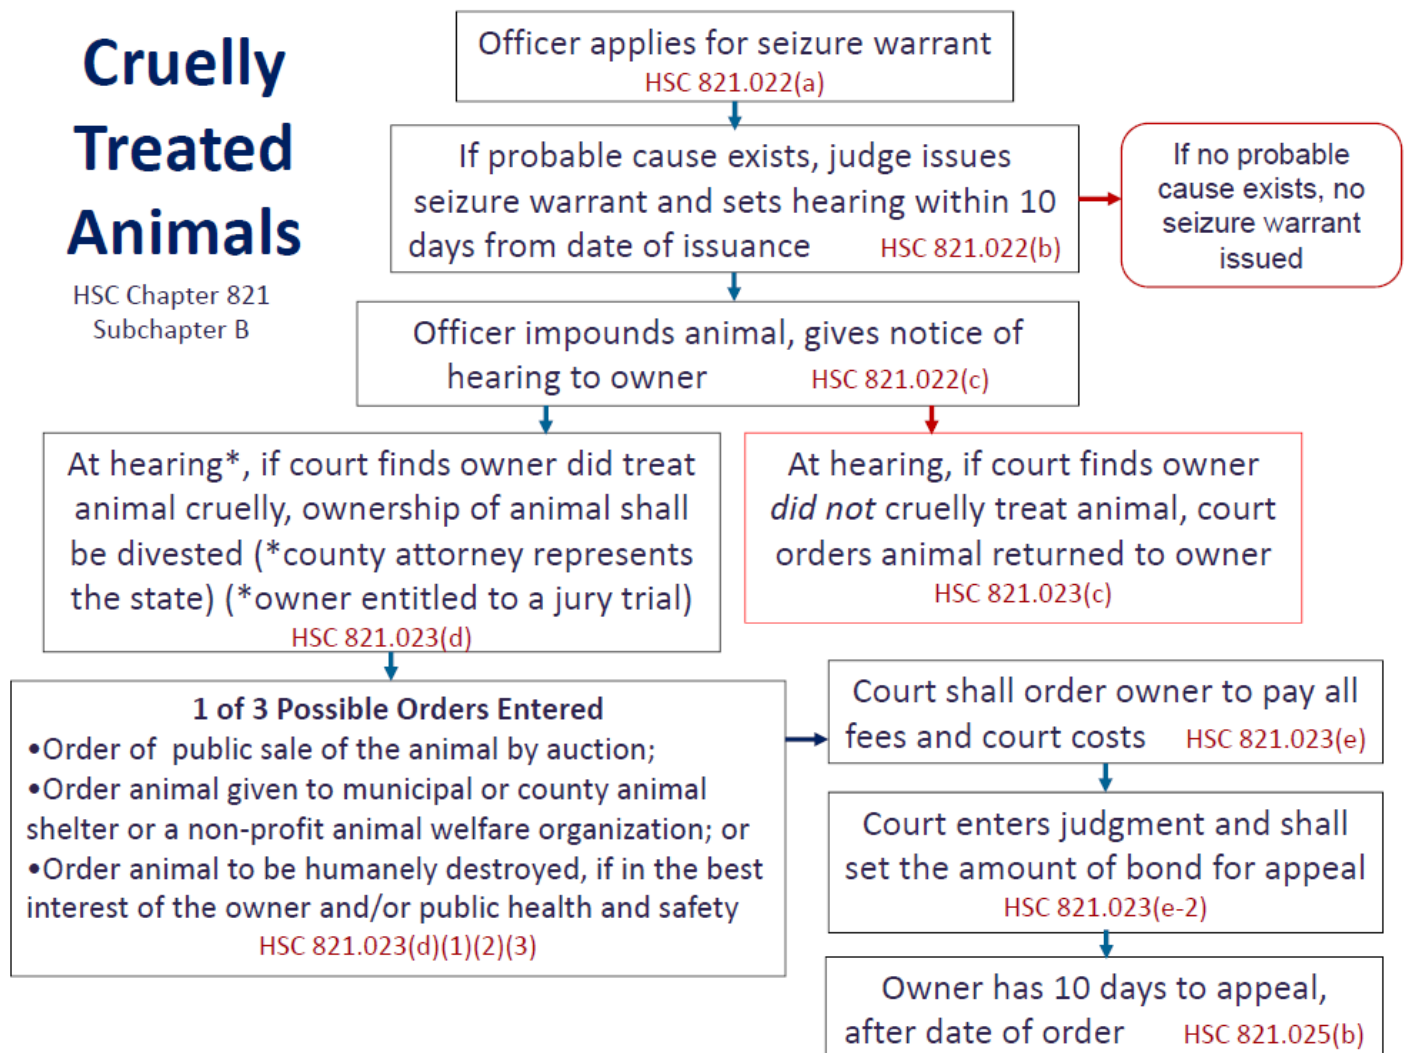 Cruelly
Treated
Animals
HSC Chapter 821
Subchapter B
Officer applies for seizure warrant
HSC 821.022(a)
If probable cause exists, judge issues
seizure warrant and sets hearing within 10
days from date of issuance HSC 821.022(b)
If no probable
cause exists, no
seizure warrant
issued
Officer impounds animal, gives notice of
hearing to owner HSC 821.022(c)
At hearing*, if court finds owner did treat
animal cruelly, ownership of animal shall
be divested (*county attorney represents
the state) (*owner entitled to a jury trial)
HSC 821.023(d)
At hearing, if court finds owner
did not cruelly treat animal, court
orders animal returned to owner
HSC 821.023(c)
1 of 3 Possible Orders Entered
•Order of public sale of the animal by auction;
•Order animal given to municipal or county animal
shelter or a non-profit animal welfare organization; or
•Order animal to be humanely destroyed, if in the best
interest of the owner and/or public health and safety
HSC 821.023(d)(1)(2)(3)
Court shall order owner to pay all
fees and court costs HSC 821.023(e)
Court enters judgment and shall
set the amount of bond for appeal
HSC 821.023(e-2)
Owner has 10 days to appeal,
after date of order HSC 821.025(b)